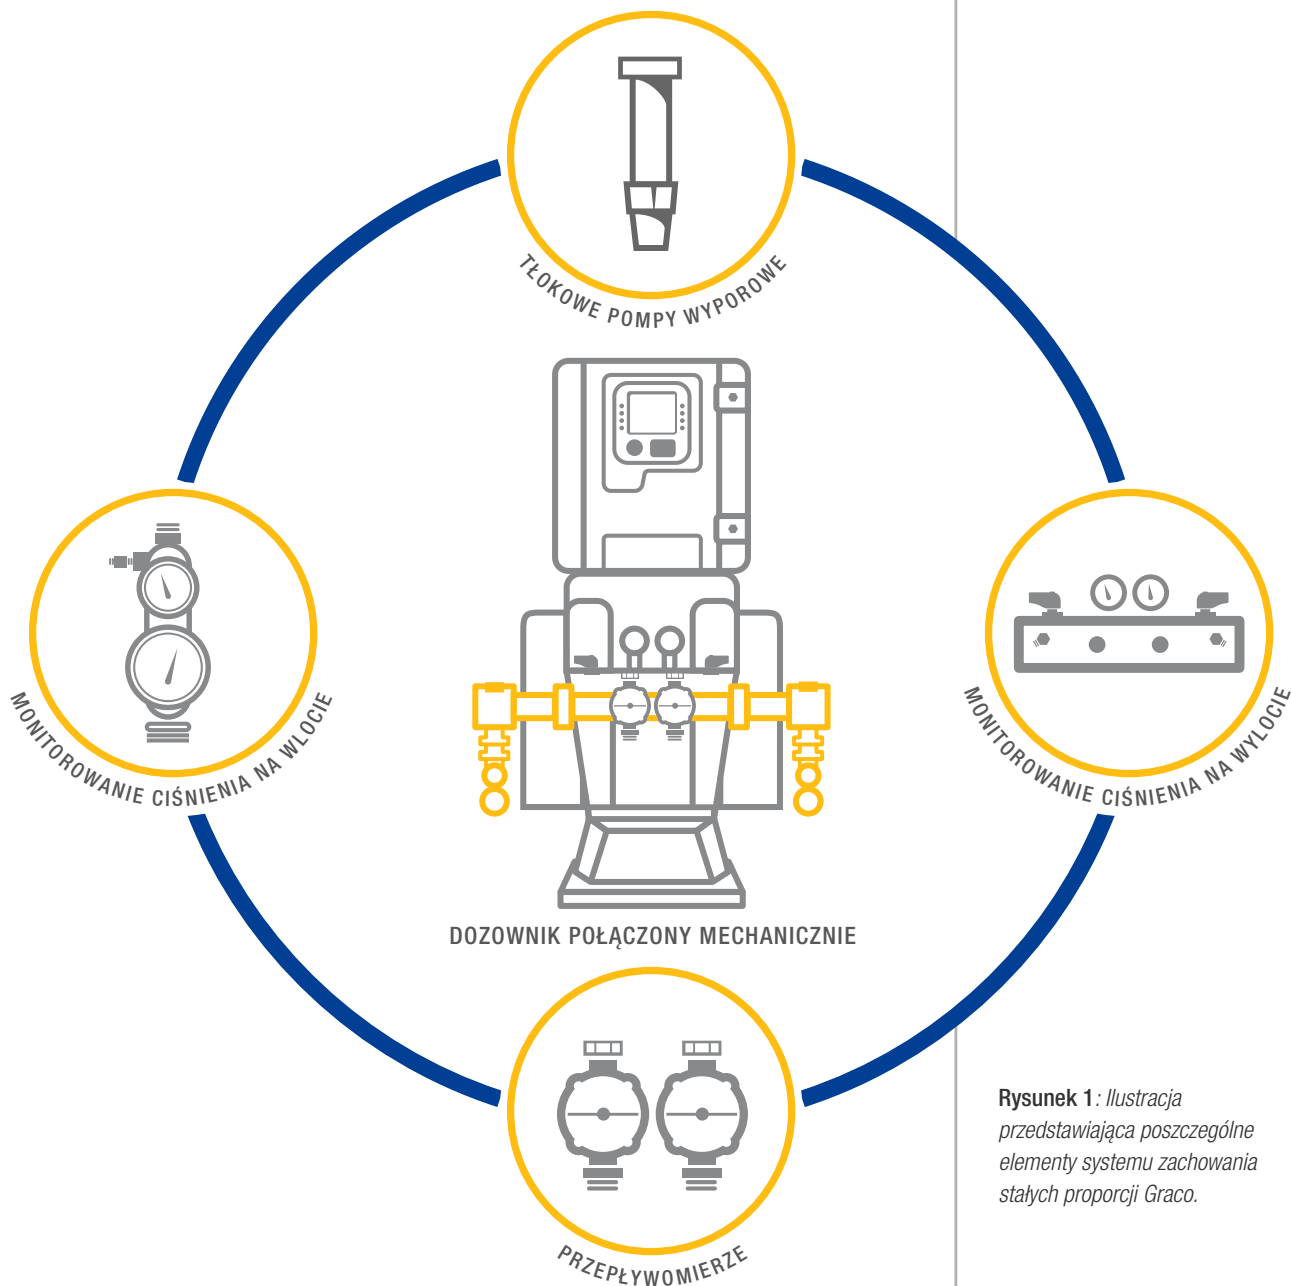 TŁOKOWE POMPY WYPOROWE
MONITOROWANIE CIŚNIENIA NA WLOCIE
MONITOROWANIE CIŚNIENIA NA WYLOCIE
DOZOWNIK POŁĄCZONY MECHANICZNIE
PRZEPŁYWOMIERZE
Rysunek 1: Ilustracja
przedstawiająca poszczególne
elementy systemu zachowania
stałych proporcji Graco.